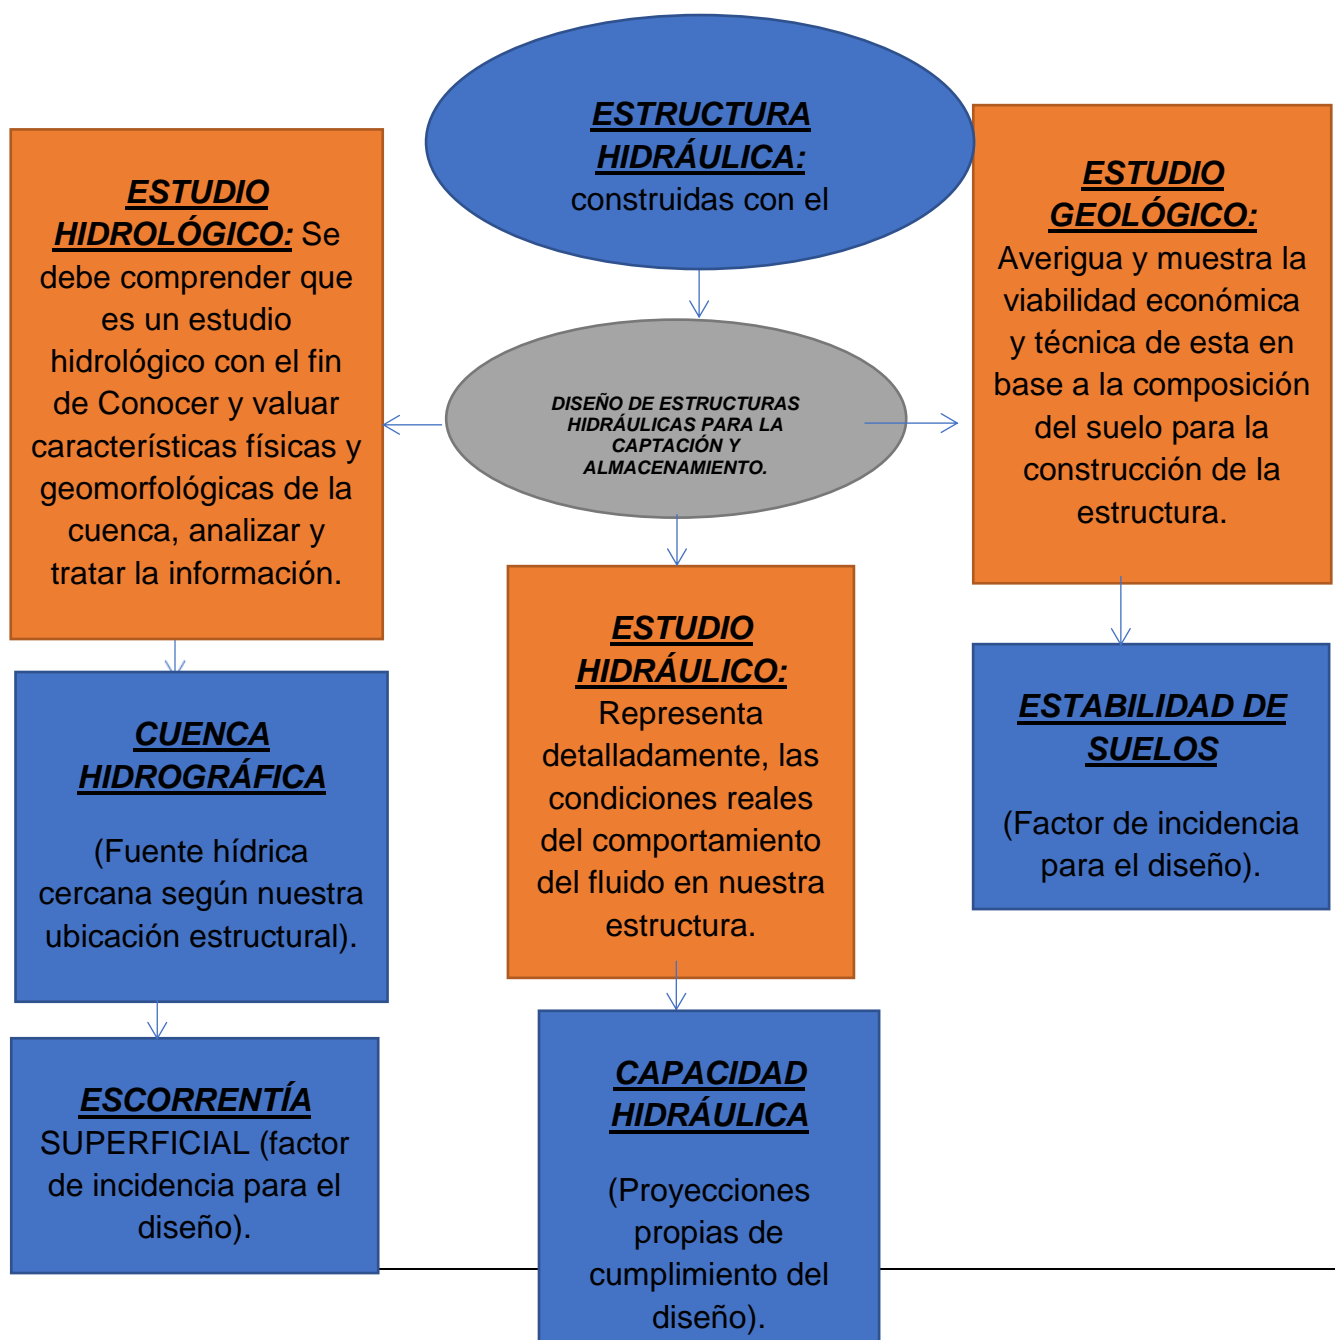 ESTRUCTURA
HIDRÁULICA:
construidas con el
DISEÑO DE ESTRUCTURAS
HIDRÁULICAS PARA LA
CAPTACIÓN Y
ALMACENAMIENTO.
ESTUDIO
HIDROLÓGICO: Se
debe comprender que
es un estudio
hidrológico con el fin
de Conocer y valuar
características físicas y
geomorfológicas de la
cuenca, analizar y
tratar la información.
CUENCA
HIDROGRÁFICA
(Fuente hídrica
cercana según nuestra
ubicación estructural).
ESCORRENTÍA
SUPERFICIAL (factor
de incidencia para el
diseño).
ESTUDIO
HIDRÁULICO:
Representa
detalladamente, las
condiciones reales
del comportamiento
del fluido en nuestra
estructura.
CAPACIDAD
HIDRÁULICA
(Proyecciones
propias de
cumplimiento del
diseño).
ESTUDIO
GEOLÓGICO:
Averigua y muestra la
viabilidad económica
y técnica de esta en
base a la composición
del suelo para la
construcción de la
estructura.
ESTABILIDAD DE
SUELOS
(Factor de incidencia
para el diseño).